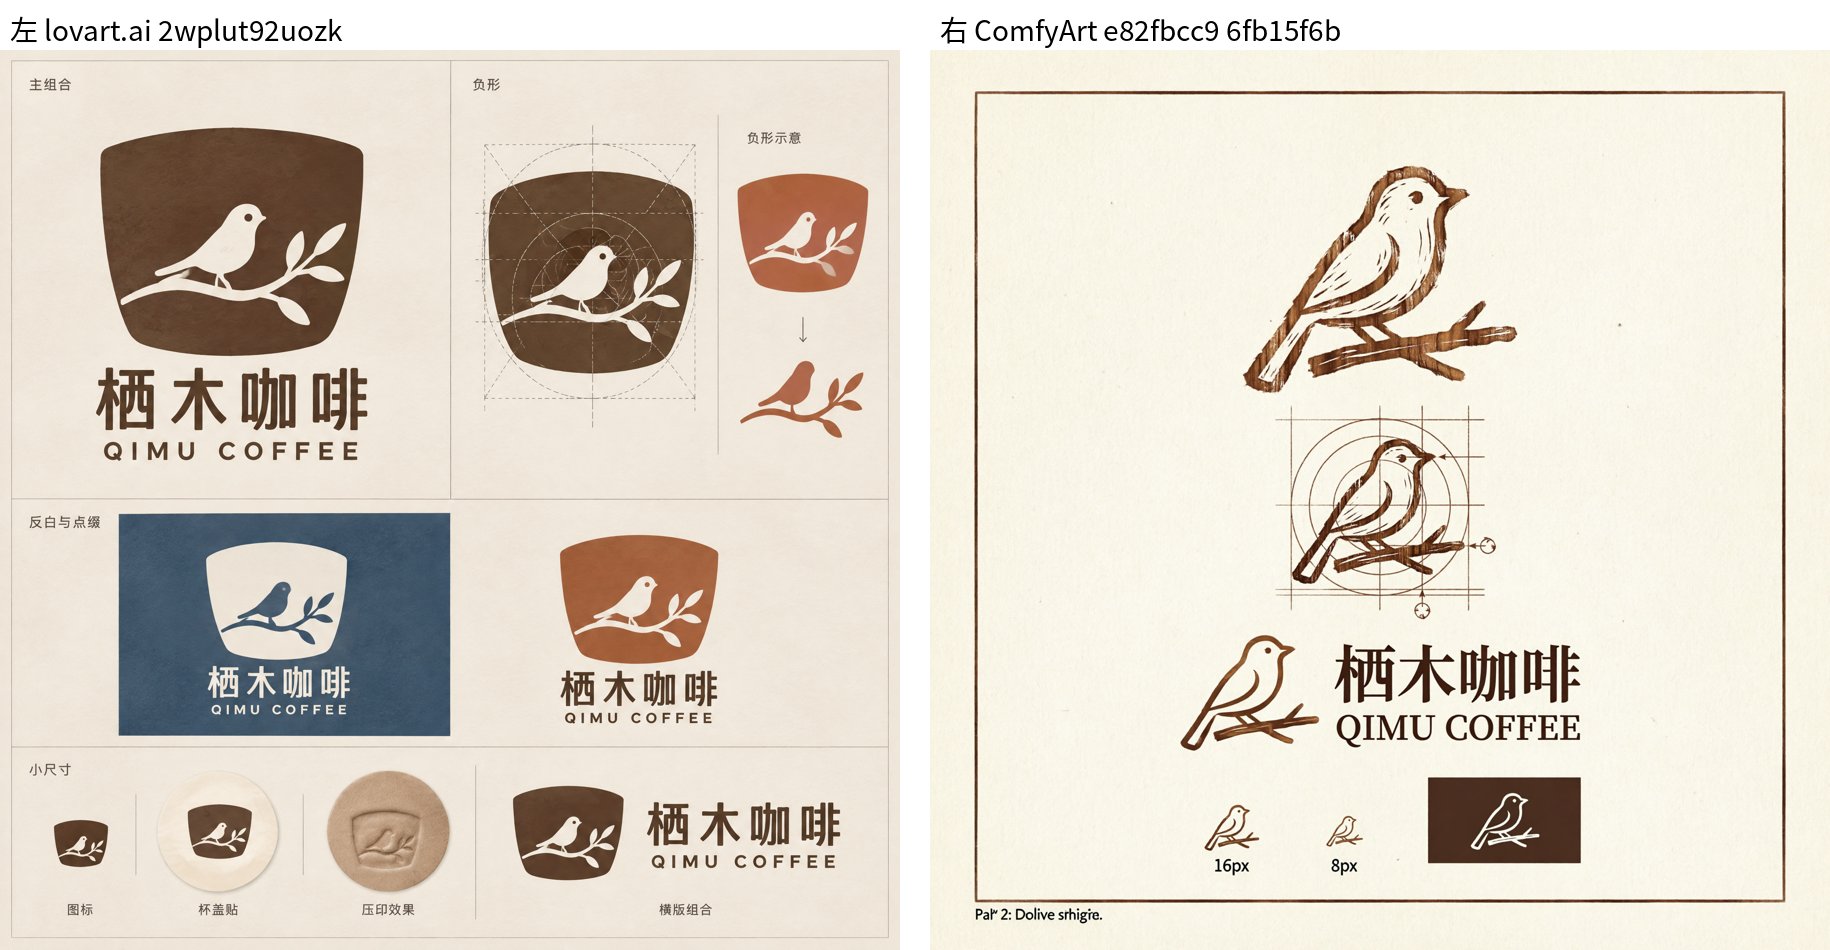 左 lovart.ai 2wplut92uozk
主组合
栖木咖啡
QIMU COFFEE
负形
负形示意
反白与点缀
栖木咖啡
QIMU COFFEE
栖木咖啡
QIMU COFFEE
小尺寸
图标
杯盖贴
压印效果
栖木咖啡
QIMU COFFEE
横版组合
右 ComfyArt e82fbcc9 6fb15f6b
栖木咖啡
QIMU COFFEE
16px
8px
2: Dolive